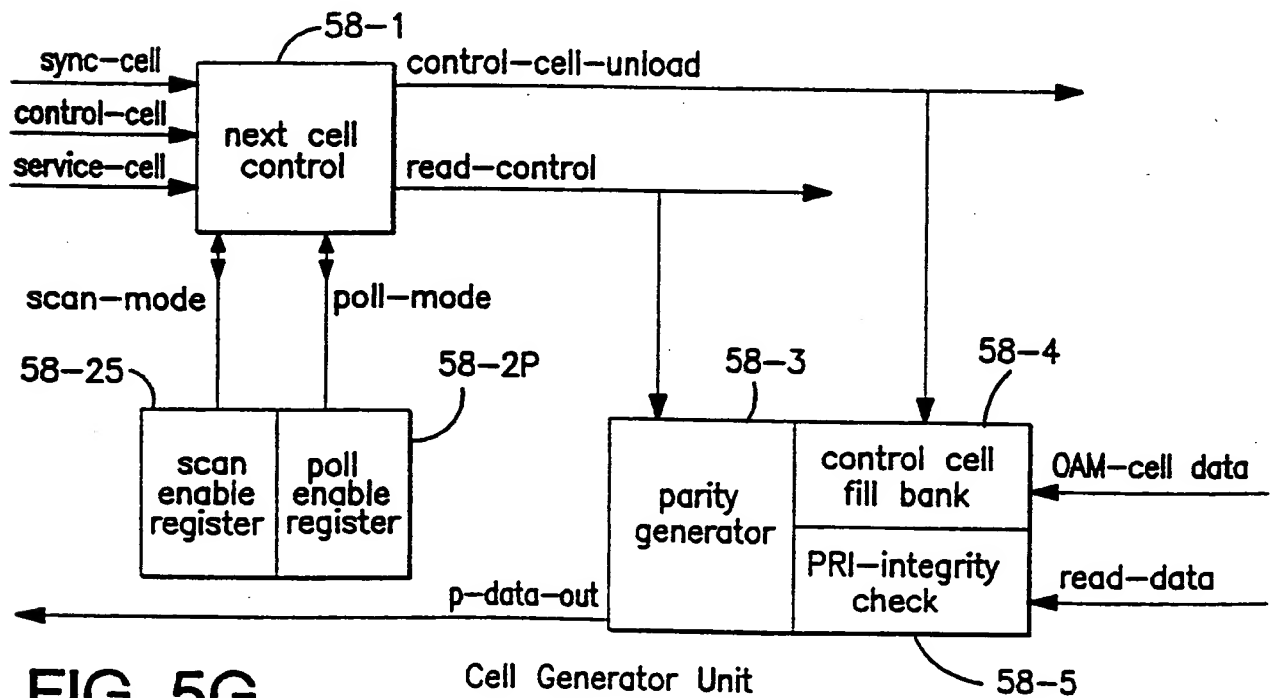 58-1
sync-cell
control-cell-unload
control-cell
next cell
control
service-cell
read-control
scan-mode
poll-mode
58-25
58-2P
58-3
58-4
scan
enable
register
poll
enable
register
parity
generator
control cell
fill bank
OAM-cell data
PRI-integrity
check
read-data
p-data-out
FIG. 5G
Cell Generator Unit
58-5